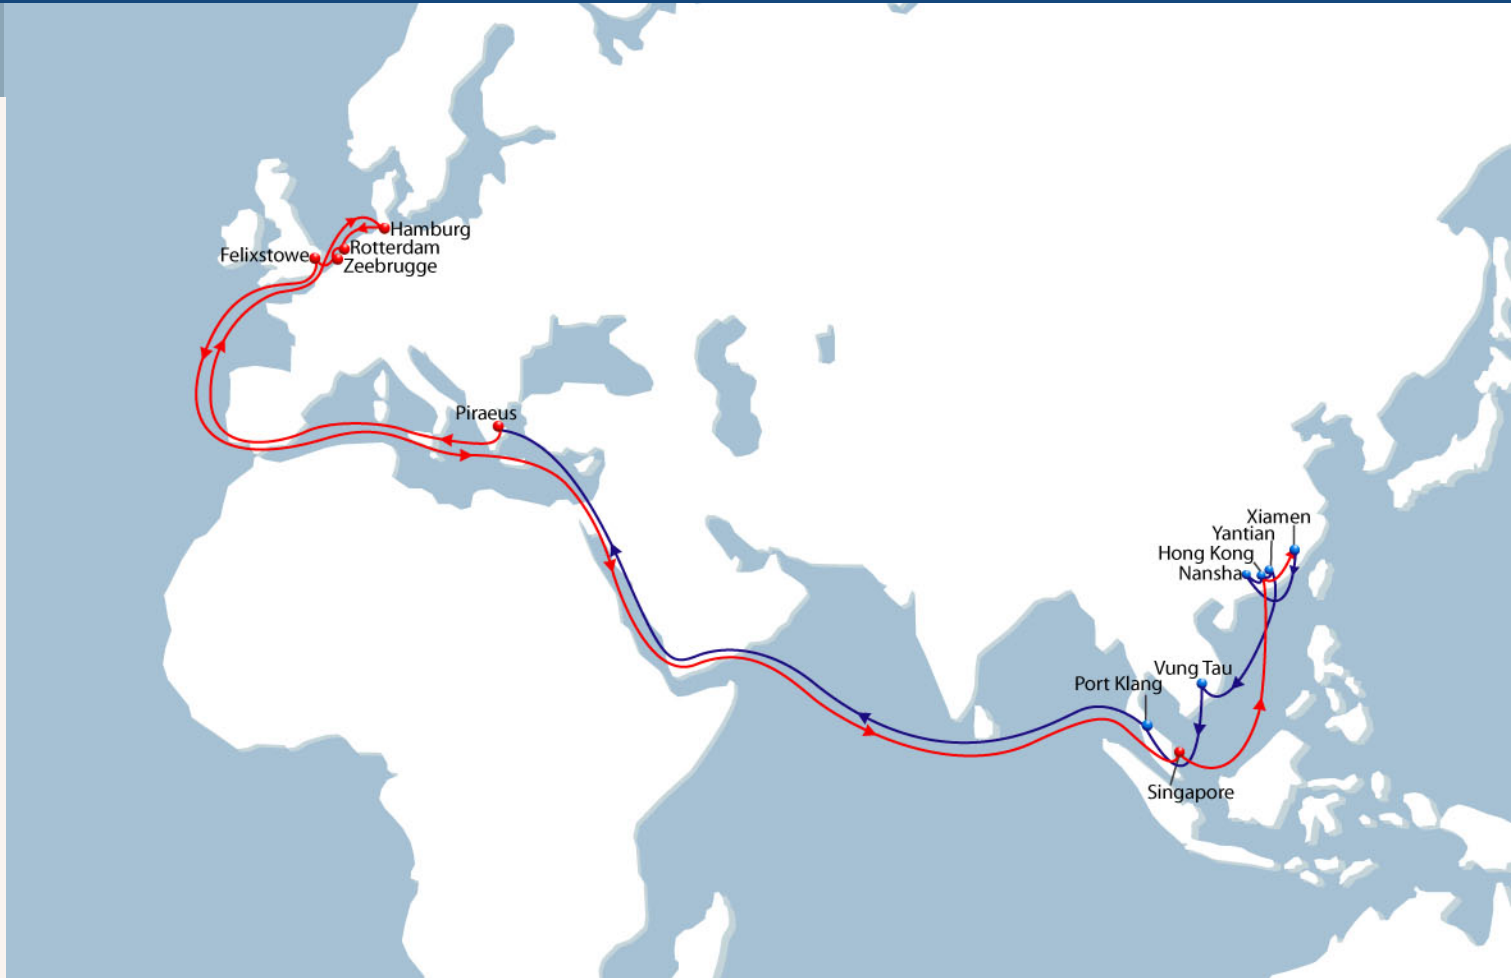 Hamburg
Rotterdam
Felixstowe
Zeebrugge
Piraeus
Xiamen
Yantian
Hong Kong
Nansha
Vung Tau
Port Klang
Singapore